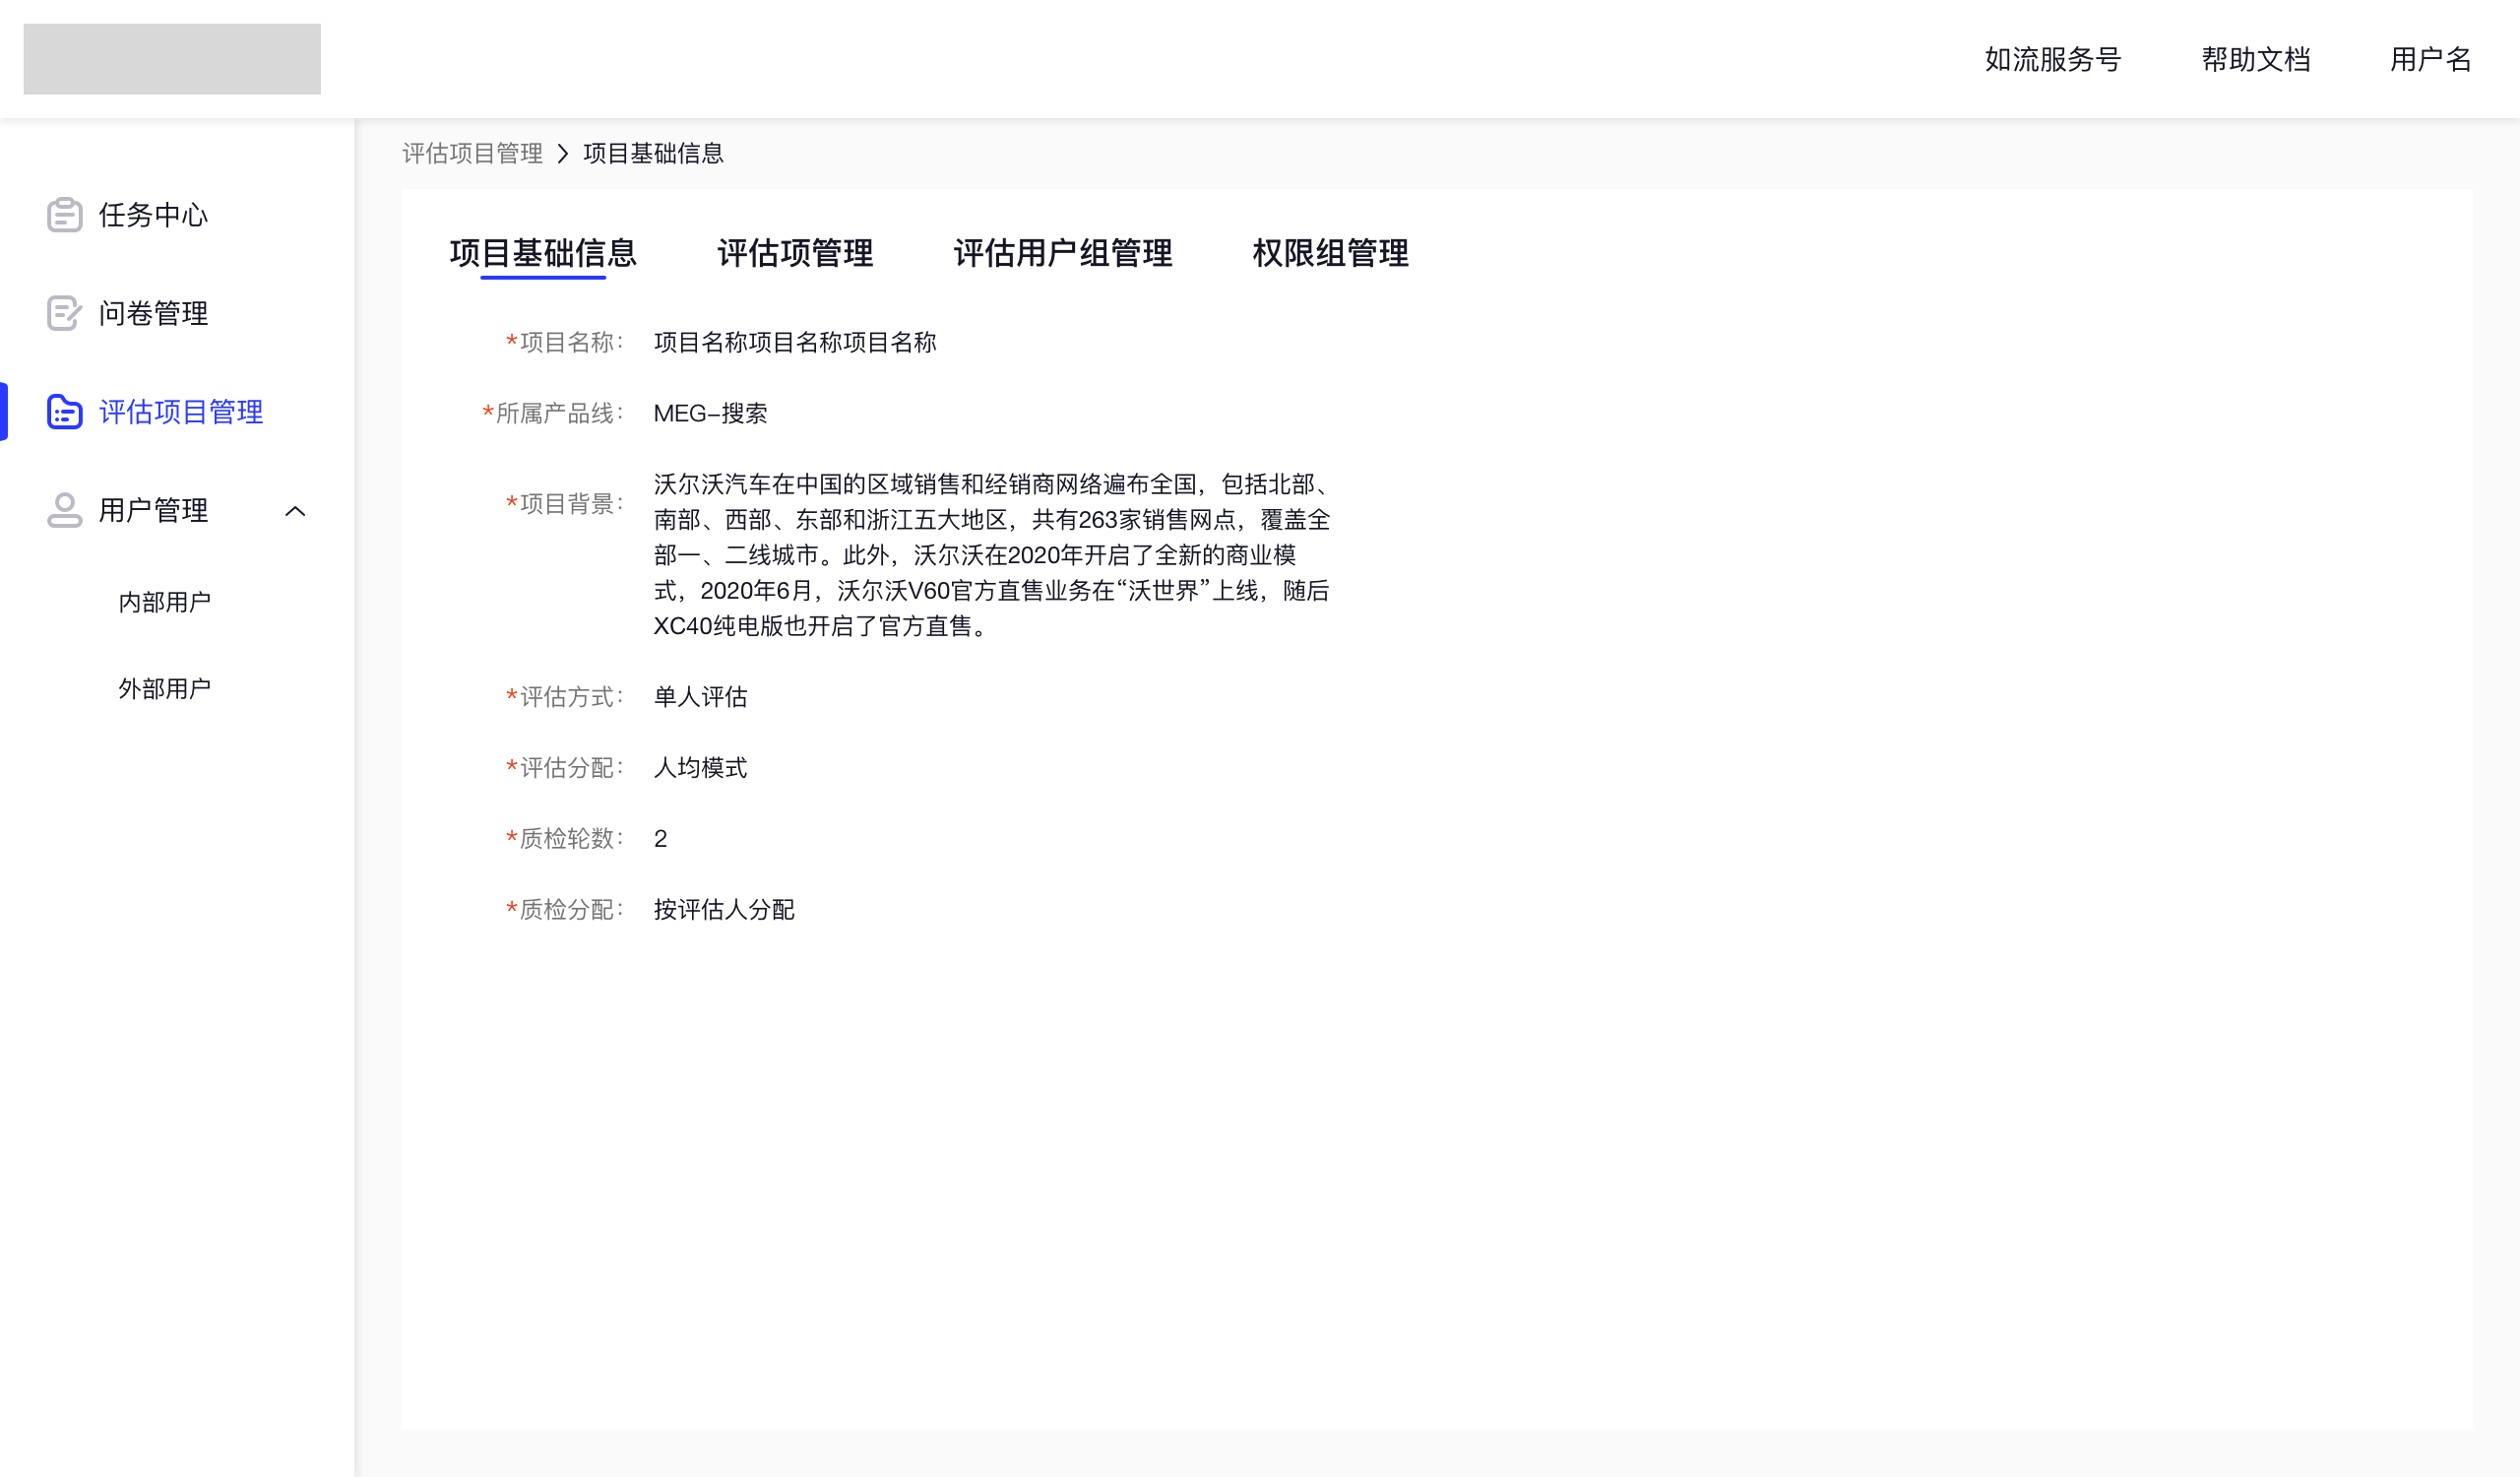 如流服务号 帮助文档 用户名
评估项目管理 > 项目基础信息
任务中心
问卷管理
评估项目管理
用户管理
内部用户
外部用户
项目基础信息 评估项管理 评估用户组管理 权限组管理
*项目名称： 项目名称项目名称项目名称
*所属产品线： MEG-搜索
*项目背景： 沃尔沃汽车在中国的区域销售和经销商网络遍布全国，包括北部、
南部、西部、东部和浙江五大地区，共有263家销售网点，覆盖全
部一、二线城市。此外，沃尔沃在2020年开启了全新的商业模
式，2020年6月，沃尔沃V60官方直售业务在“沃世界”上线，随后
XC40纯电版也开启了官方直售。
*评估方式： 单人评估
*评估分配： 人均模式
*质检轮数： 2
*质检分配： 按评估人分配